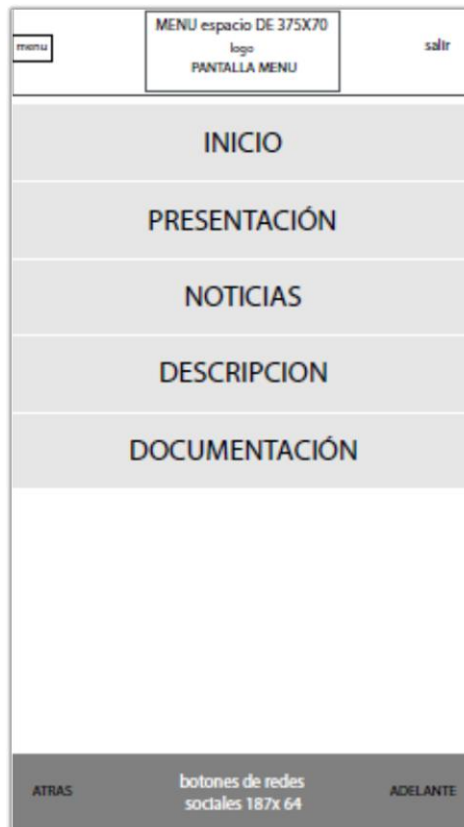 MENU espacio DE 375X70
menu
logo
salir
PANTALLA MENU
INICIO
PRESENTACIÓN
NOTICIAS
DESCRIPCION
DOCUMENTACIÓN
ATRAS
botones de redes
sociales 187x 64
ADELANTE